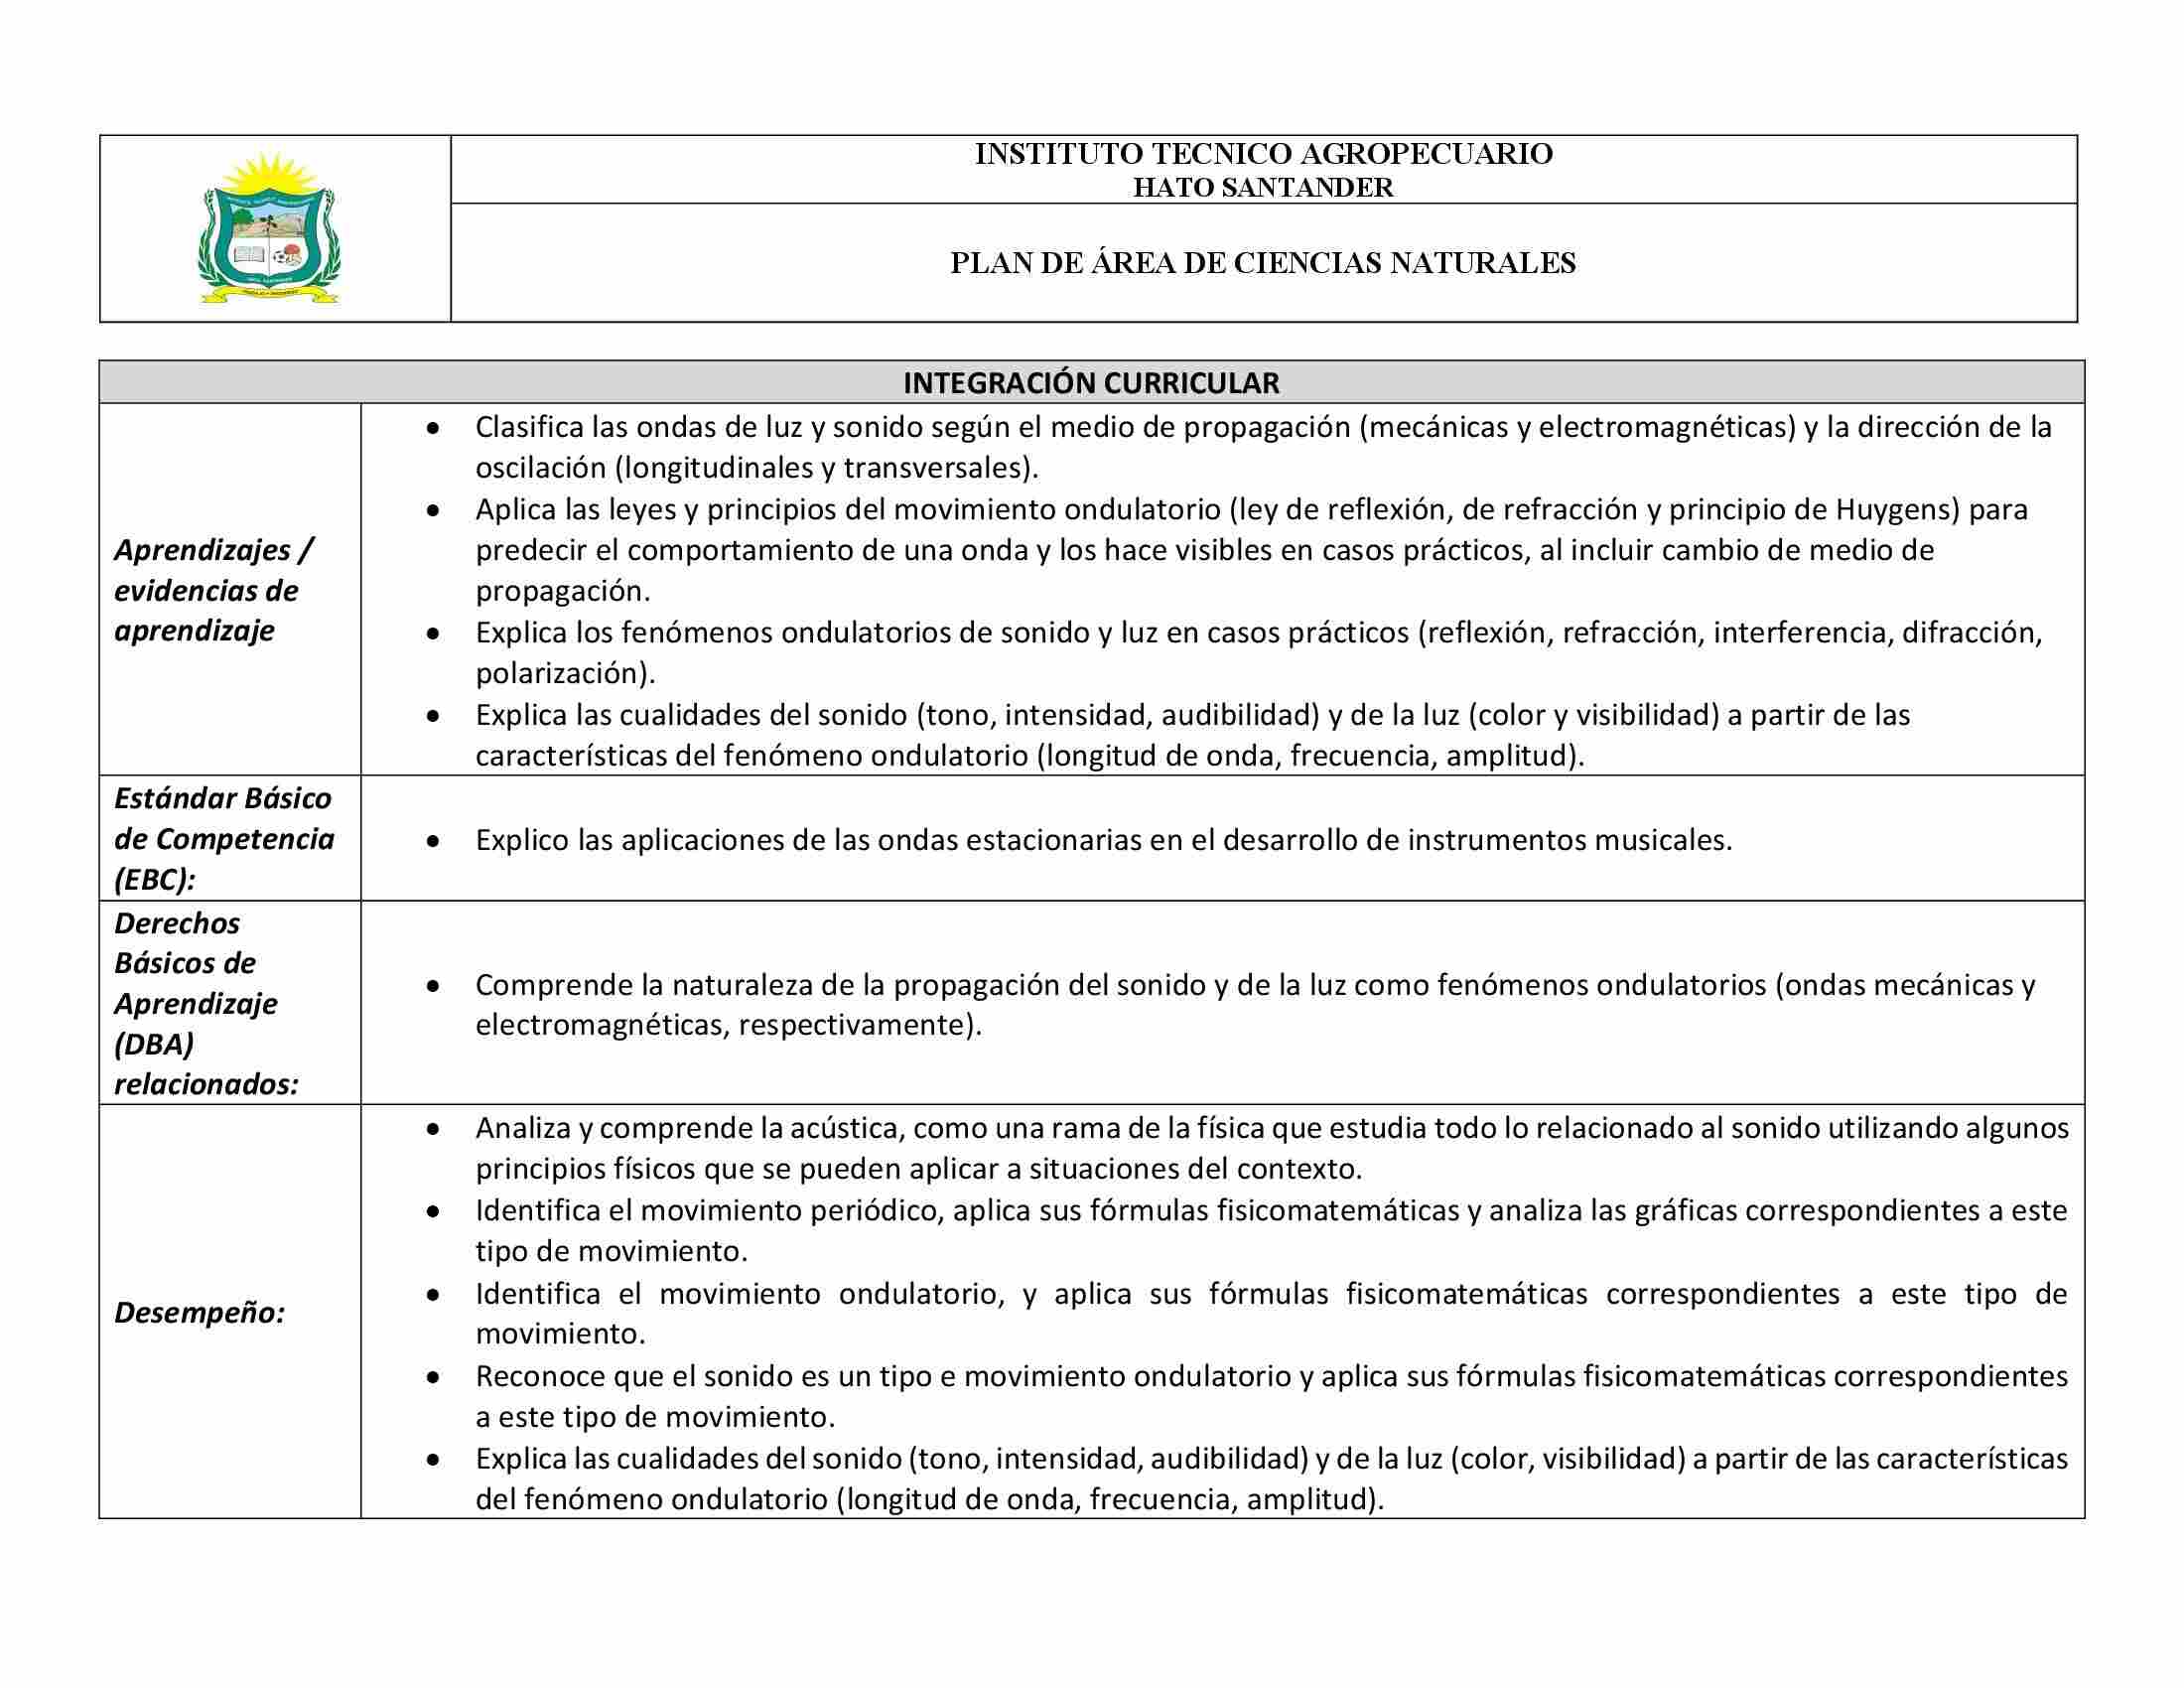 INSTITUTO TECNICO AGROPECUARIO
HATO SANTANDER
PLAN DE ÁREA DE CIENCIAS NATURALES
INTEGRACIÓN CURRICULAR
Aprendizajes /
evidencias de
aprendizaje
• Clasifica las ondas de luz y sonido según el medio de propagación (mecánicas y electromagnéticas) y la dirección de la
oscilación (longitudinales y transversales).
• Aplica las leyes y principios del movimiento ondulatorio (ley de reflexión, de refracción y principio de Huygens) para
predecir el comportamiento de una onda y los hace visibles en casos prácticos, al incluir cambio de medio de
propagación.
• Explica los fenómenos ondulatorios de sonido y luz en casos prácticos (reflexión, refracción, interferencia, difracción,
polarización).
• Explica las cualidades del sonido (tono, intensidad, audibilidad) y de la luz (color y visibilidad) a partir de las
características del fenómeno ondulatorio (longitud de onda, frecuencia, amplitud).
Estándar Básico
de Competencia
(EBC):
• Explico las aplicaciones de las ondas estacionarias en el desarrollo de instrumentos musicales.
Derechos
Básicos de
Aprendizaje
(DBA)
relacionados:
• Comprende la naturaleza de la propagación del sonido y de la luz como fenómenos ondulatorios (ondas mecánicas y
electromagnéticas, respectivamente).
Desempeño:
• Analiza y comprende la acústica, como una rama de la física que estudia todo lo relacionado al sonido utilizando algunos
principios físicos que se pueden aplicar a situaciones del contexto.
• Identifica el movimiento periódico, aplica sus fórmulas fisicomatemáticas y analiza las gráficas correspondientes a este
tipo de movimiento.
• Identifica el movimiento ondulatorio, y aplica sus fórmulas fisicomatemáticas correspondientes a este tipo de
movimiento.
• Reconoce que el sonido es un tipo e movimiento ondulatorio y aplica sus fórmulas fisicomatemáticas correspondientes
a este tipo de movimiento.
• Explica las cualidades del sonido (tono, intensidad, audibilidad) y de la luz (color, visibilidad) a partir de las características
del fenómeno ondulatorio (longitud de onda, frecuencia, amplitud).